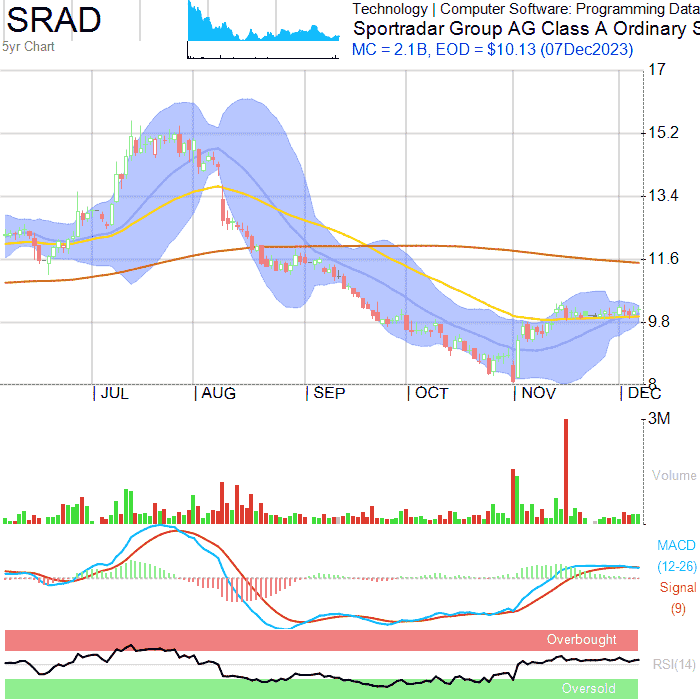 SRAD
5yr Chart
Technology | Computer Software: Programming Data
Sportradar Group AG Class A Ordinary S
MC = 2.1B, EOD = $10.13 (07Dec2023)
17
15.2
13.4
11.6
9.8
8
JUL AUG SEP OCT NOV DEC
3M
Volume
MACD
(12-26)
Signal
(9)
Overbought
RSI(14)
Oversold